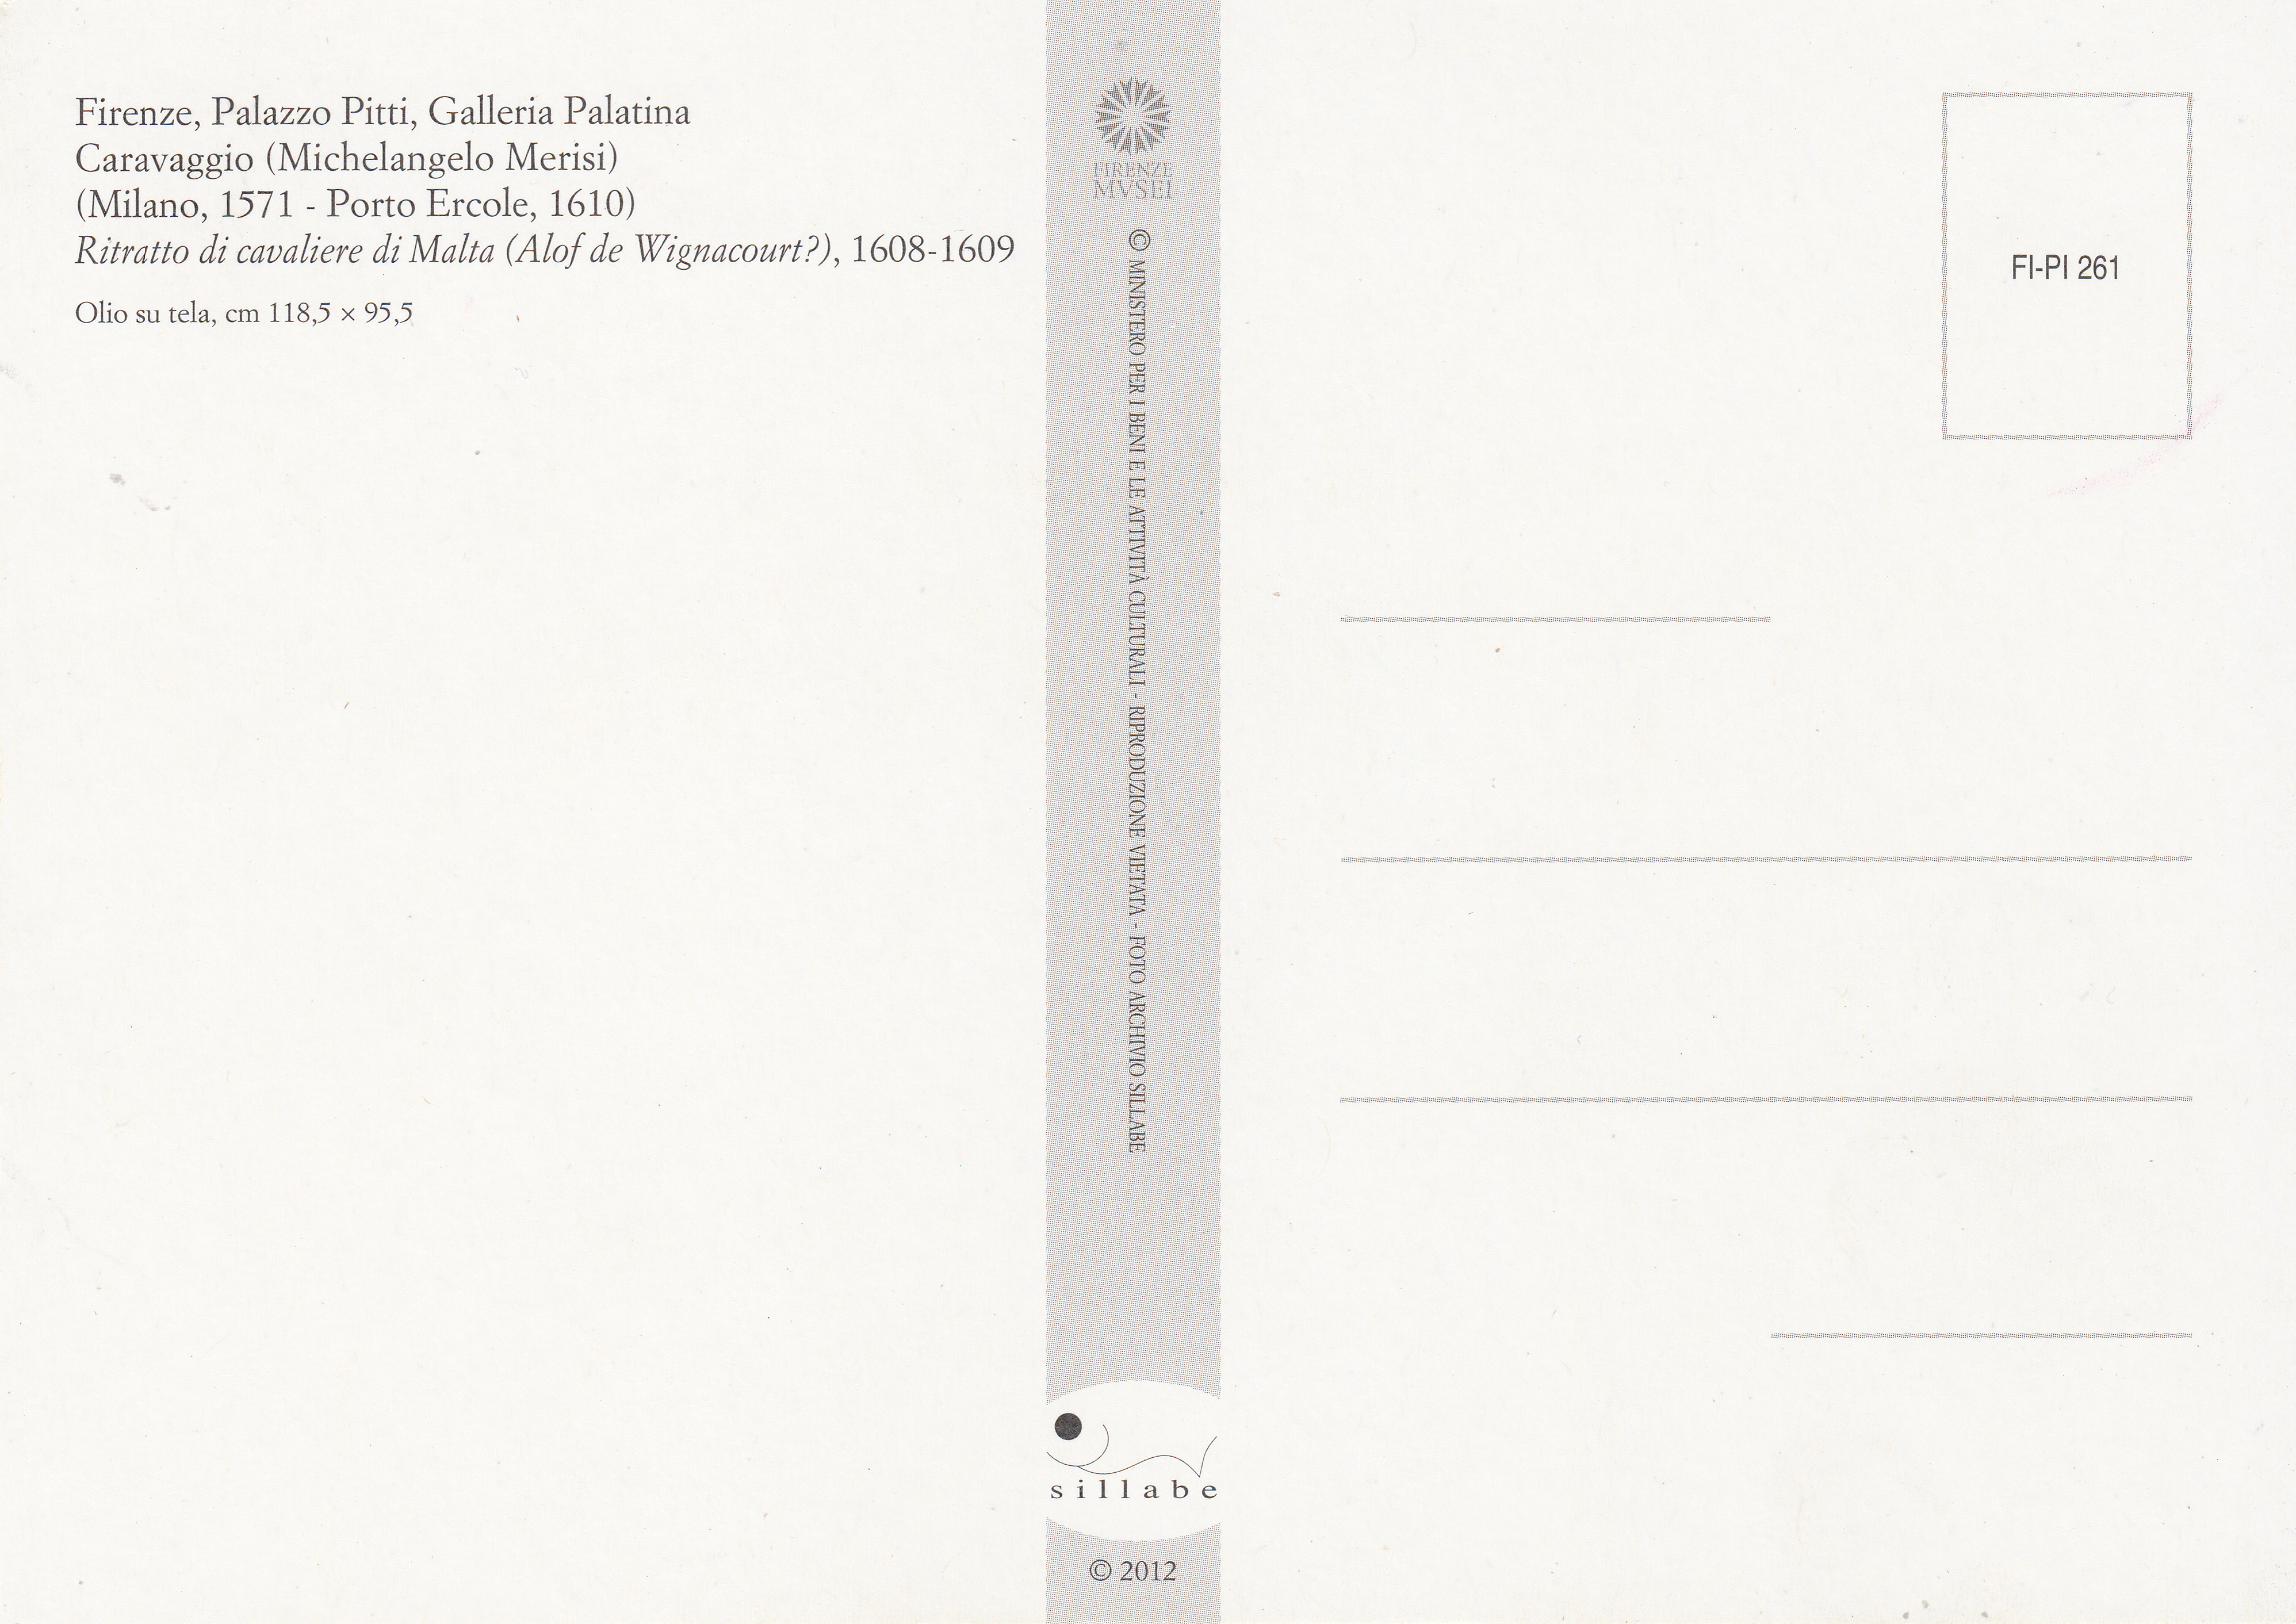 Firenze, Palazzo Pitti, Galleria Palatina
Caravaggio (Michelangelo Merisi)
(Milano, 1571 - Porto Ercole, 1610)
Ritratto di cavaliere di Malta (Alof de Wignacourt?), 1608-1609
Olio su tela, cm 118,5 × 95,5
FIRENZE
MVSEI
© MINISTERO PER I BENI E LE ATTIVITÀ CULTURALI - RIPRODUZIONE VIETATA - FOTO ARCHIVIO SILLABE
sillabe
© 2012
FI-PI 261